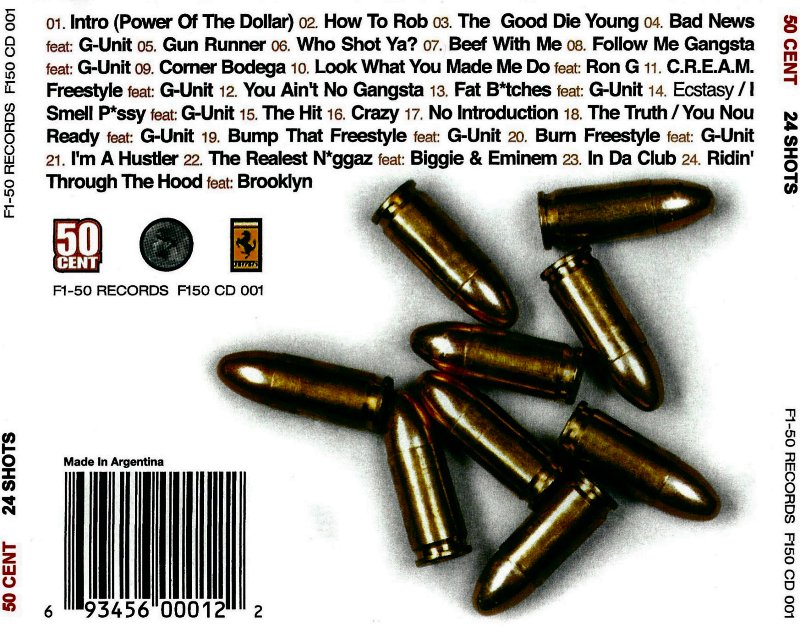 01. Intro (Power Of The Dollar) 02. How To Rob 03. The Good Die Young 04. Bad News
feat: G-Unit 05. Gun Runner 06. Who Shot Ya? 07. Beef With Me 08. Follow Me Gangsta
feat: G-Unit 09. Corner Bodega 10. Look What You Made Me Do feat: Ron G 11. C.R.E.A.M.
Freestyle feat: G-Unit 12. You Ain't No Gangsta 13. Fat B*tches feat: G-Unit 14. Ecstasy / I
Smell P*ssy feat: G-Unit 15. The Hit 16. Crazy 17. No Introduction 18. The Truth / You Nou
Ready feat: G-Unit 19. Bump That Freestyle feat: G-Unit 20. Burn Freestyle feat: G-Unit
21. I'm A Hustler 22. The Realest N*ggaz feat: Biggie & Eminem 23. In Da Club 24. Ridin'
Through The Hood feat: Brooklyn
50
CENT
F1-50 RECORDS F150 CD 001
Made In Argentina
6 93456 00012 2
F1-50 RECORDS F150 CD 001
50 CENT 24 SHOTS
50 CENT 24 SHOTS
F1-50 RECORDS F150 CD 001